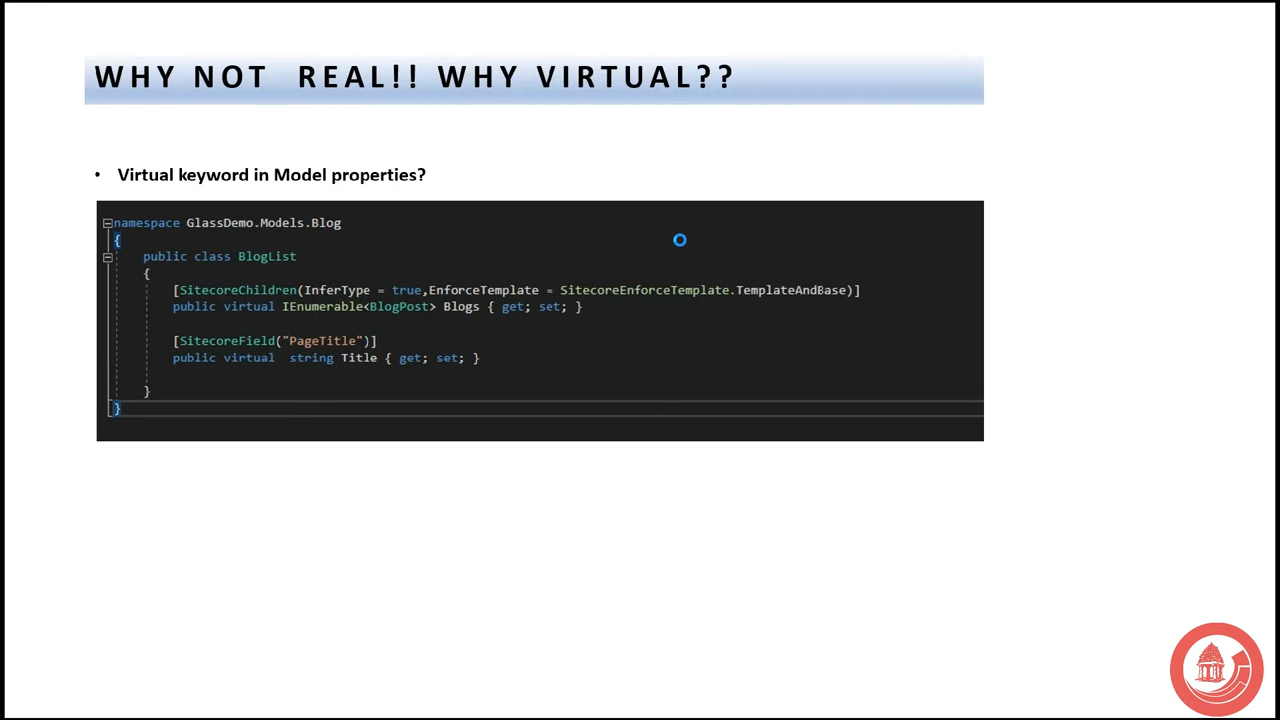 WHY NOT REAL!! WHY VIRTUAL??
• Virtual keyword in Model properties?
namespace GlassDemo.Models.Blog
{
public class BlogList
{
[SitecoreChildren(InferType = true,EnforceTemplate = SitecoreEnforceTemplate.TemplateAndBase)]
public virtual IEnumerable<BlogPost> Blogs { get; set; }
[SitecoreField("PageTitle")]
public virtual  string Title { get; set; }
}
}